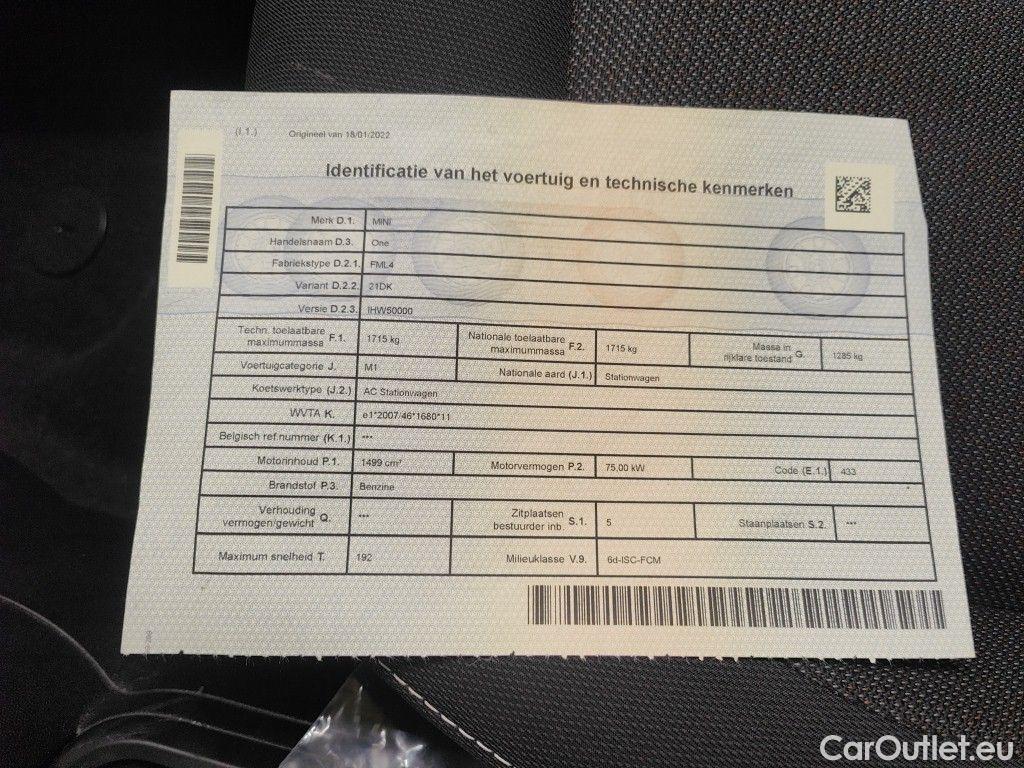 (I.1.) Origineel van 18/01/2022
Identificatie van het voertuig en technische kenmerken
Merk D.1. MINI
Handelsnaam D.3. One
Fabriekstype D.2.1. FML4
Variant D.2.2. 21DK
Versie D.2.3. IHW50000
Techn. toelaatbare maximummassa F.1. 1715 kg Nationale toelaatbare maximummassa F.2. 1715 kg Massa in rijklare toestand G. 1285 kg
Voertuigcategorie J. M1 Nationale aard (J.1.) Stationwagen
Koetswerktype (J.2.) AC Stationwagen
WVTA K. e1*2007/46*1680*11
Belgisch ref.nummer (K.1.) ***
Motorinhoud P.1. 1499 cm³ Motorvermogen P.2. 75,00 kW Code (E.1.) 433
Brandstof P.3. Benzine
Verhouding vermogen/gewicht Q. *** Zitplaatsen bestuurder inb. S.1. 5 Staanplaatsen S.2. ***
Maximum snelheid T. 192 Milieuklasse V.9. 6d-ISC-FCM
CarOutlet.eu